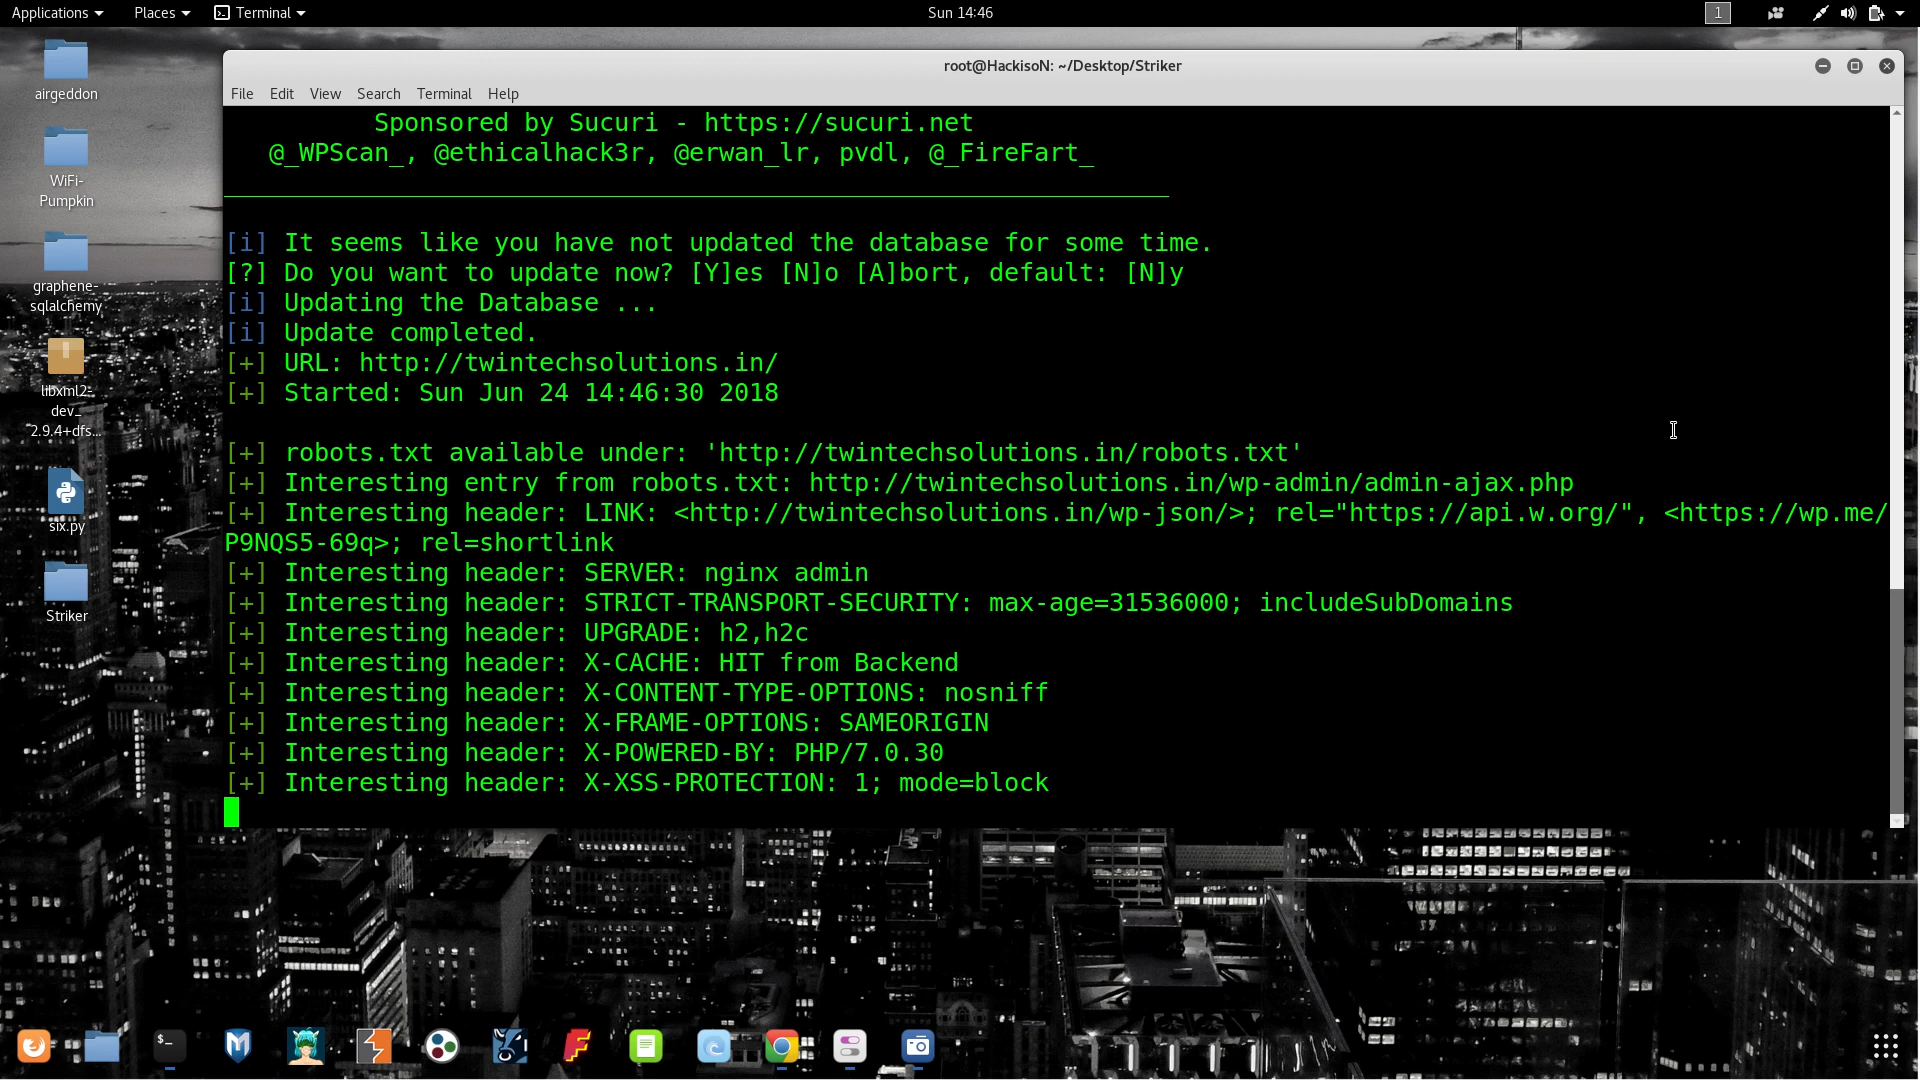 Applications
Places
Terminal
Sun 14:46
1
airgeddon
WiFi-
Pumpkin
graphene-
sqlalchemy
libxml2-
dev_
2.9.4+dfs...
six.py
Striker
root@HackisoN: ~/Desktop/Striker
File Edit View Search Terminal Help
Sponsored by Sucuri - https://sucuri.net
@_WPScan_, @ethicalhack3r, @erwan_lr, pvdl, @_FireFart_
[i] It seems like you have not updated the database for some time.
[?] Do you want to update now? [Y]es [N]o [A]bort, default: [N]y
[i] Updating the Database ...
[i] Update completed.
[+] URL: http://twintechsolutions.in/
[+] Started: Sun Jun 24 14:46:30 2018
[+] robots.txt available under: 'http://twintechsolutions.in/robots.txt'
[+] Interesting entry from robots.txt: http://twintechsolutions.in/wp-admin/admin-ajax.php
[+] Interesting header: LINK: <http://twintechsolutions.in/wp-json/>; rel="https://api.w.org/", <https://wp.me/
P9NQS5-69q>; rel=shortlink
[+] Interesting header: SERVER: nginx admin
[+] Interesting header: STRICT-TRANSPORT-SECURITY: max-age=31536000; includeSubDomains
[+] Interesting header: UPGRADE: h2,h2c
[+] Interesting header: X-CACHE: HIT from Backend
[+] Interesting header: X-CONTENT-TYPE-OPTIONS: nosniff
[+] Interesting header: X-FRAME-OPTIONS: SAMEORIGIN
[+] Interesting header: X-POWERED-BY: PHP/7.0.30
[+] Interesting header: X-XSS-PROTECTION: 1; mode=block